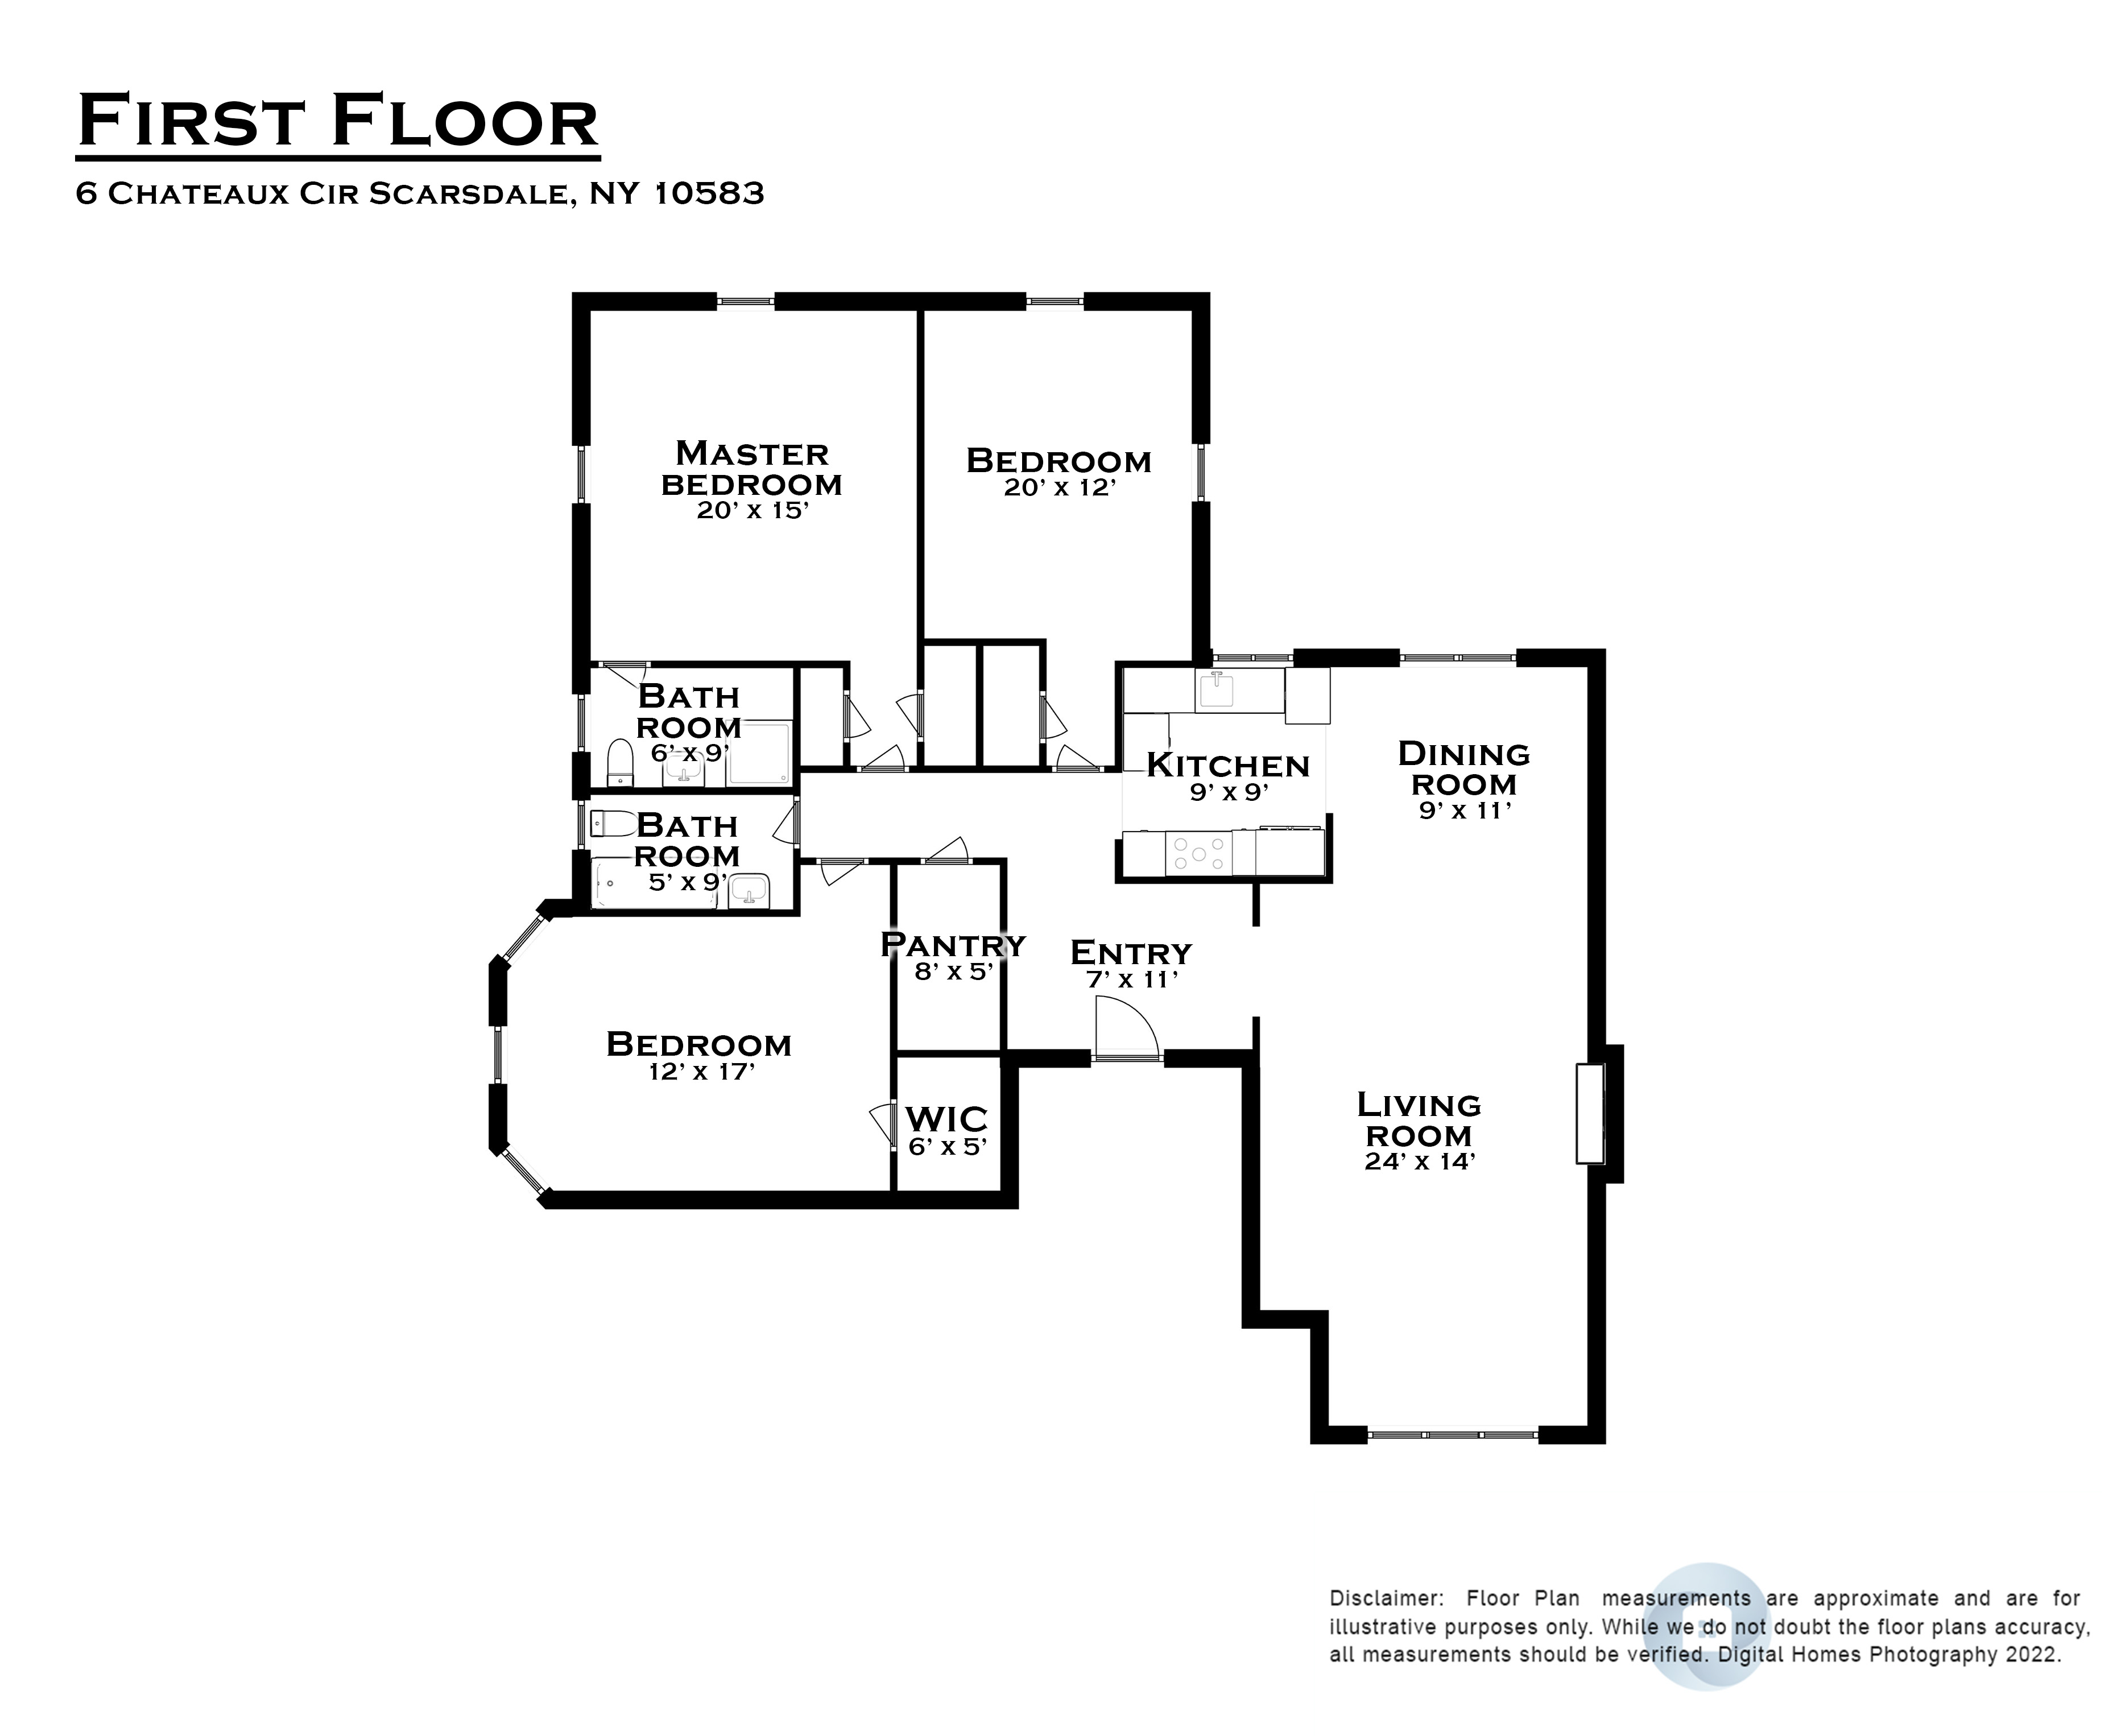 First Floor
6 Chateaux Cir Scarsdale, NY 10583
Master
bedroom
20' x 15'
Bedroom
20' x 12'
Bath
room
6' x 9'
Kitchen
9' x 9'
Dining
room
9' x 11'
Bath
room
5' x 9'
Pantry
8' x 5'
Entry
7' x 11'
Bedroom
12' x 17'
WIC
6' x 5'
Living
room
24' x 14'
Disclaimer: Floor Plan measurements are approximate and are for
illustrative purposes only. While we do not doubt the floor plans accuracy,
all measurements should be verified. Digital Homes Photography 2022.